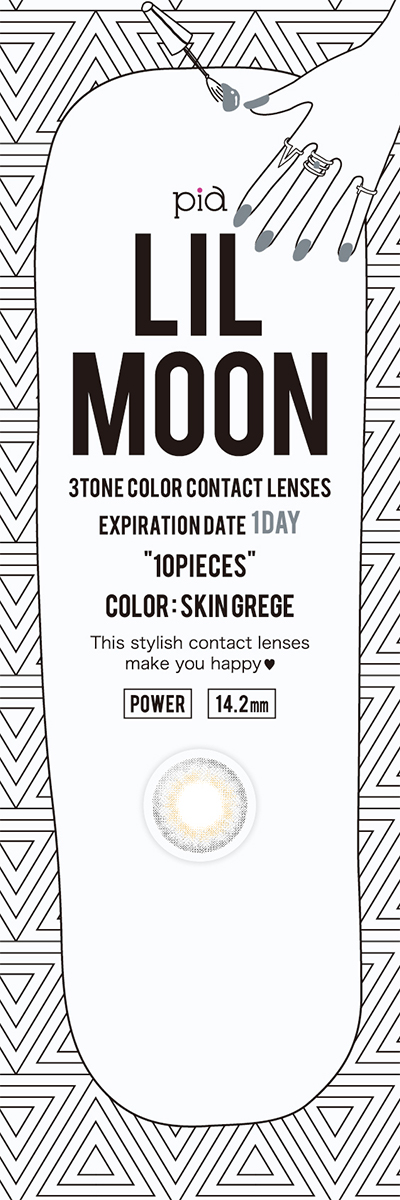 pia
LIL
MOON
3TONE COLOR CONTACT LENSES
EXPIRATION DATE 1DAY
"10PIECES"
COLOR : SKIN GREGE
This stylish contact lenses
make you happy♥
POWER 14.2mm